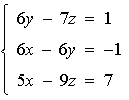 6y − 7z = 1
6x − 6y = −1
5x − 9z = 7